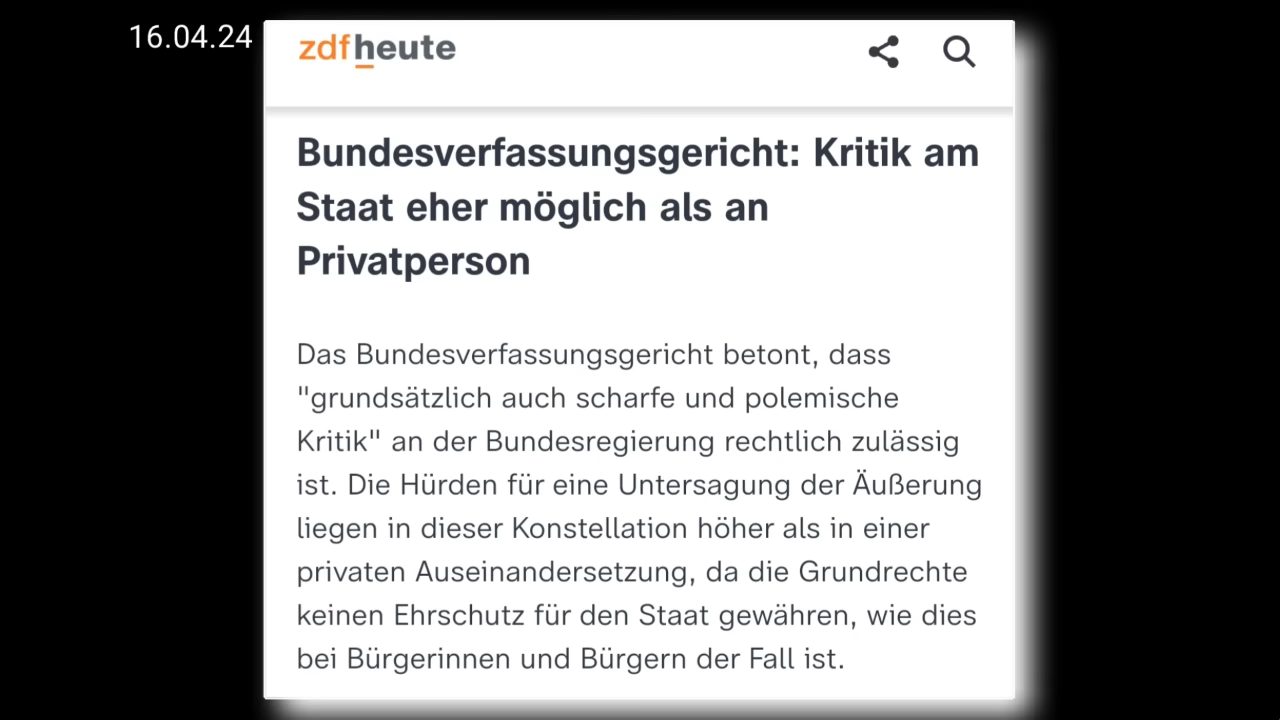 16.04.24
zdfheute
Bundesverfassungsgericht: Kritik am
Staat eher möglich als an
Privatperson
Das Bundesverfassungsgericht betont, dass
"grundsätzlich auch scharfe und polemische
Kritik" an der Bundesregierung rechtlich zulässig
ist. Die Hürden für eine Untersagung der Äußerung
liegen in dieser Konstellation höher als in einer
privaten Auseinandersetzung, da die Grundrechte
keinen Ehrschutz für den Staat gewähren, wie dies
bei Bürgerinnen und Bürgern der Fall ist.